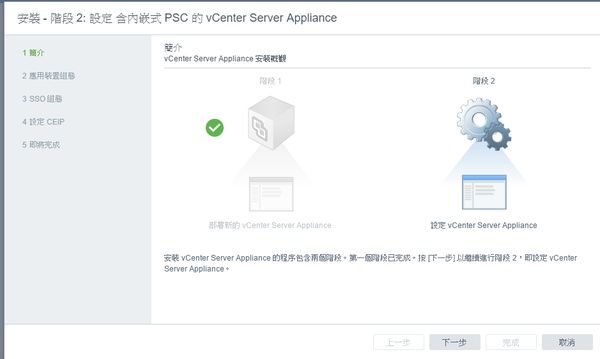 安裝 - 階段 2: 設定 含內嵌式 PSC 的 vCenter Server Appliance
1 簡介
2 應用裝置組態
3 SSO 組態
4 設定 CEIP
5 即將完成
簡介
vCenter Server Appliance 安裝概觀
階段 1
階段 2
部署新的 vCenter Server Appliance
設定 vCenter Server Appliance
安裝 vCenter Server Appliance 的程序包含兩個階段。第一個階段已完成。按 [下一步] 以繼續進行階段 2，即設定 vCenter
Server Appliance。
上一步
下一步
完成
取消